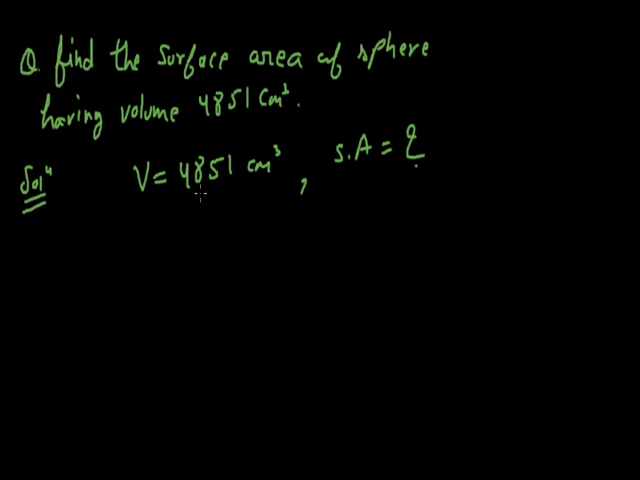 Q. find the surface area of sphere
having volume 4851 cm³.
Solⁿ V = 4851 cm³ , S.A = ?